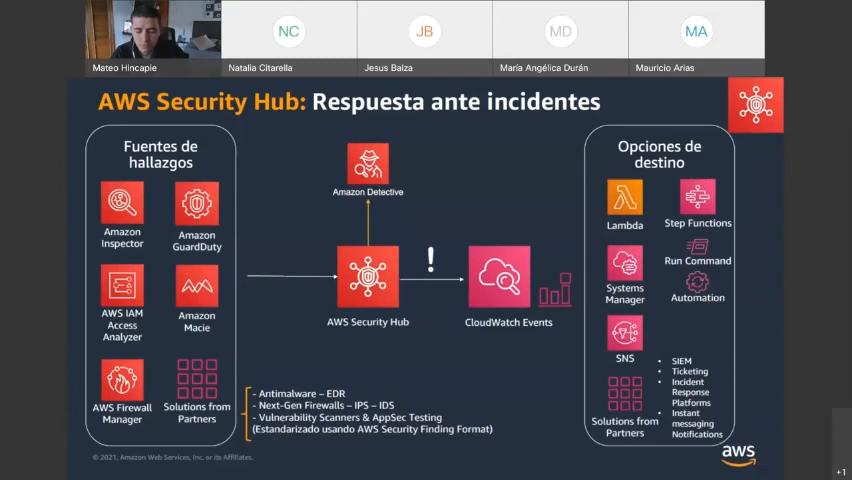 NC
JB
MD
MA
Mateo Hincapie
Natalia Citarella
Jesus Balza
María Angélica Durán
Mauricio Arias
AWS Security Hub: Respuesta ante incidentes
Fuentes de
hallazgos
Amazon
Inspector
Amazon
GuardDuty
AWS IAM
Access
Analyzer
Amazon
Macie
AWS Firewall
Manager
Solutions from
Partners
- Antimalware – EDR
- Next-Gen Firewalls – IPS – IDS
- Vulnerability Scanners & AppSec Testing
(Estandarizado usando AWS Security Finding Format)
Amazon Detective
AWS Security Hub
!
CloudWatch Events
Opciones de
destino
Lambda
Step Functions
Run Command
Systems
Manager
Automation
SNS
Solutions from
Partners
• SIEM
• Ticketing
• Incident
Response
Platforms
• Instant
messaging
Notifications
© 2021, Amazon Web Services, Inc. or its Affiliates.
aws
+1